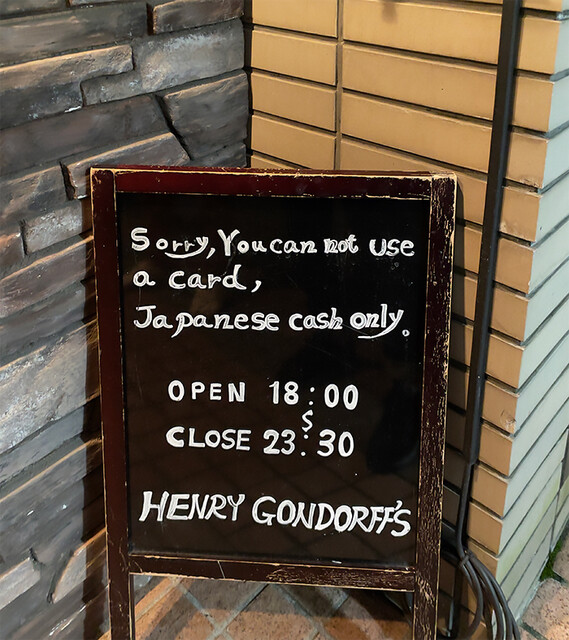 Sorry, You can not use
a card,
Japanese cash only。
OPEN 18:00
$
CLOSE 23:30
HENRY GONDORFF'S